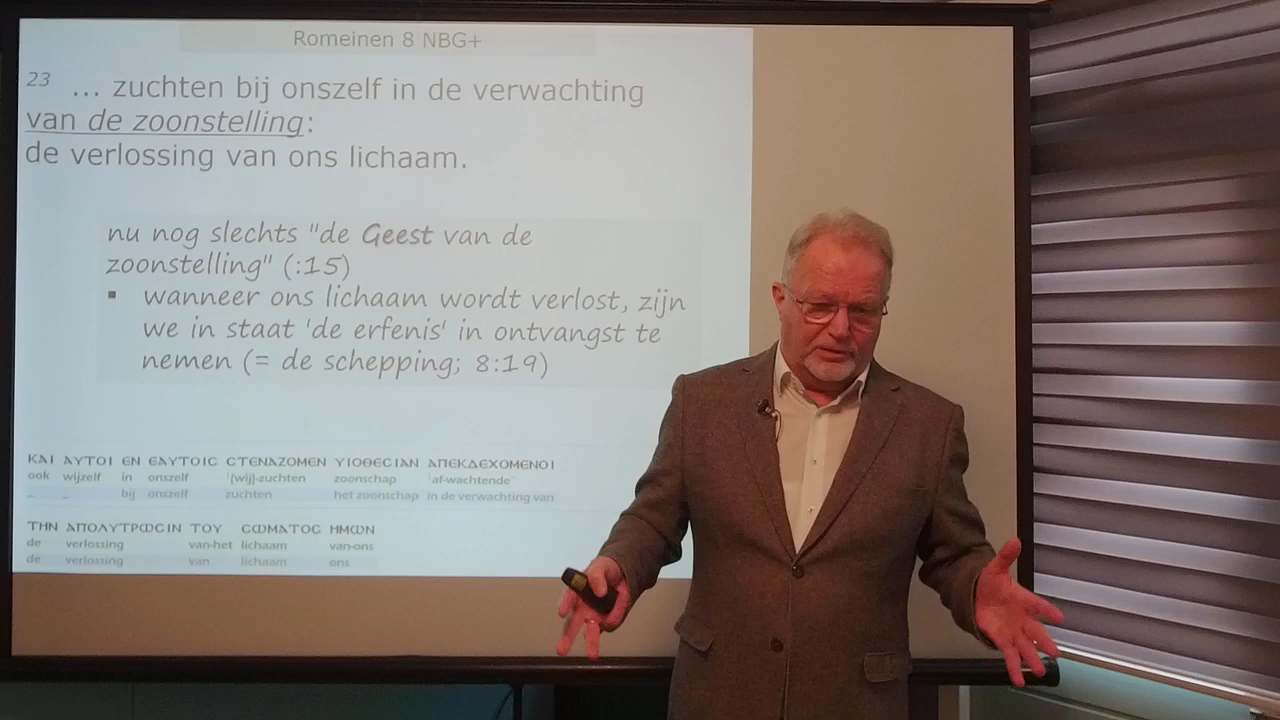 Romeinen 8 NBG+
23 ... zuchten bij onszelf in de verwachting
van de zoonstelling:
de verlossing van ons lichaam.
nu nog slechts "de Geest van de
zoonstelling" (:15)
▪ wanneer ons lichaam wordt verlost, zijn
we in staat 'de erfenis' in ontvangst te
nemen (= de schepping; 8:19)
ΚΑΙ ΑΥΤΟΙ ΕΝ ΕΑΥΤΟΙϹ ϹΤΕΝΑΖΟΜΕΝ ΥΙΟΘΕϹΙΑΝ ΑΠΕΚΔΕΧΟΜΕΝΟΙ
ook wijzelf in onszelf '(wij)-zuchten zoonschap 'af-wachtende'
– – bij onszelf zuchten het zoonschap in de verwachting van
ΤΗΝ ΑΠΟΛΥΤΡΩϹΙΝ ΤΟΥ ϹΩΜΑΤΟϹ ΗΜΩΝ
de verlossing van-het lichaam van-ons
de verlossing van lichaam ons